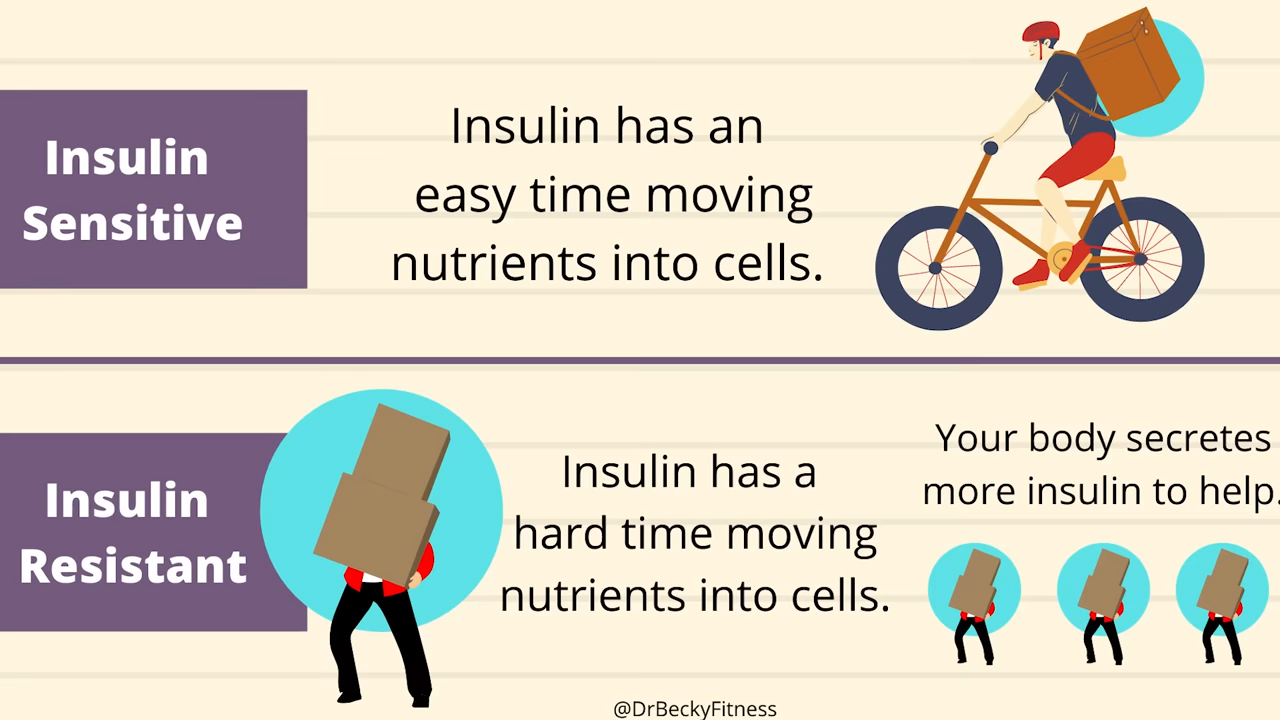 Insulin
Sensitive
Insulin has an
easy time moving
nutrients into cells.
Insulin
Resistant
Insulin has a
hard time moving
nutrients into cells.
Your body secretes
more insulin to help.
@DrBeckyFitness